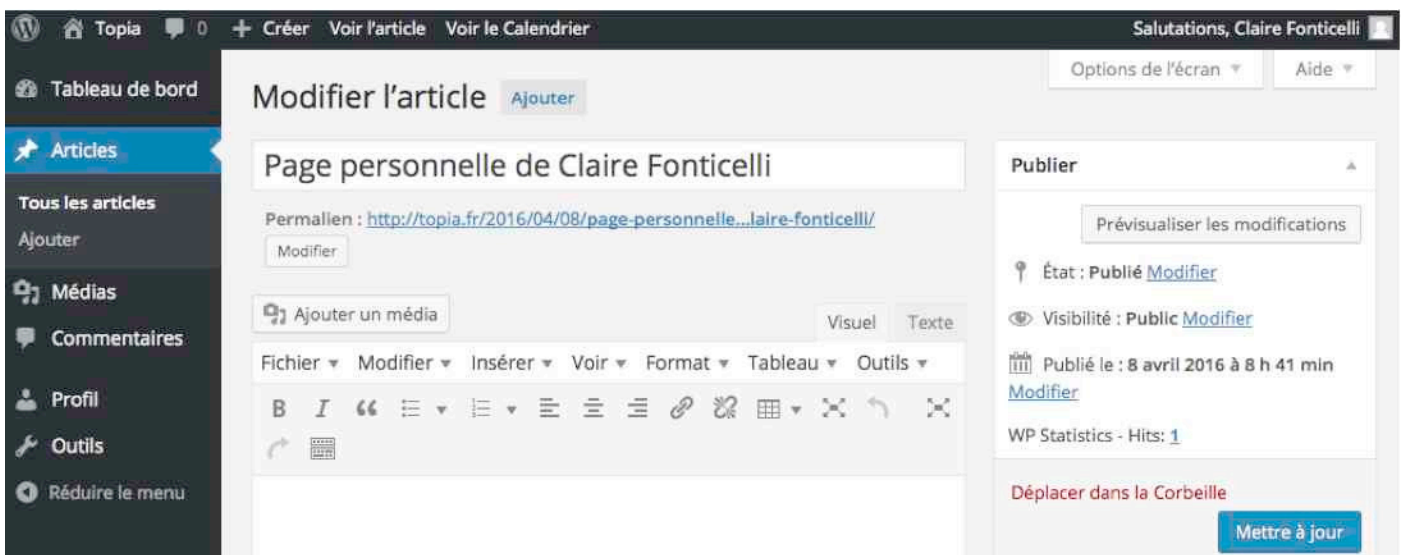 Topia 0 + Créer Voir l'article Voir le Calendrier Salutations, Claire Fonticelli
Options de l'écran Aide
Tableau de bord
Articles
Tous les articles
Ajouter
Médias
Commentaires
Profil
Outils
Réduire le menu
Modifier l'article Ajouter
Page personnelle de Claire Fonticelli
Permalien : http://topia.fr/2016/04/08/page-personnelle...laire-fonticelli/
Modifier
Ajouter un média
Visuel Texte
Fichier Modifier Insérer Voir Format Tableau Outils
B I
Publier
Prévisualiser les modifications
État : Publié Modifier
Visibilité : Public Modifier
Publié le : 8 avril 2016 à 8 h 41 min
Modifier
WP Statistics - Hits: 1
Déplacer dans la Corbeille
Mettre à jour